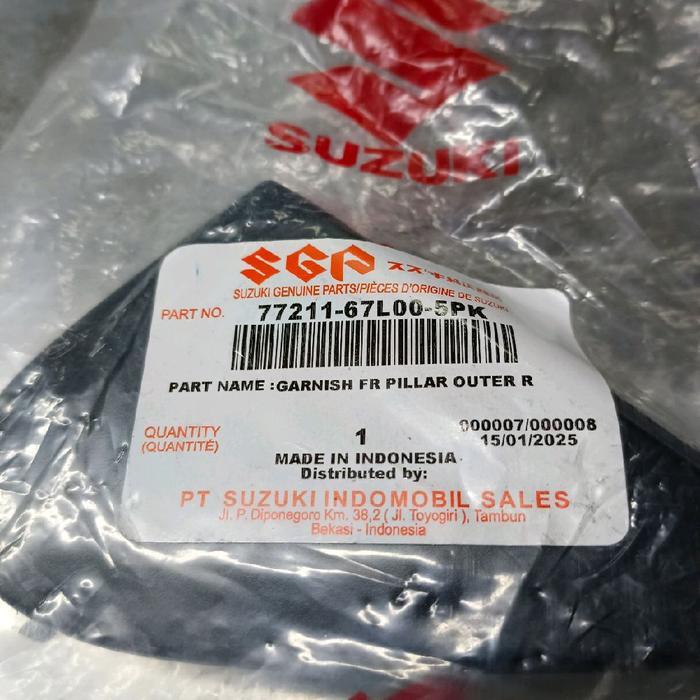 SUZUKI
SGP
SUZUKI GENUINE PARTS/PIÈCES D'ORIGINE DE SUZUKI
PART NO. 77211-67L00-5PK
PART NAME :GARNISH FR PILLAR OUTER R
QUANTITY 1 000007/000008
(QUANTITÉ) 15/01/2025
MADE IN INDONESIA
Distributed by:
PT SUZUKI INDOMOBIL SALES
Jl. P. Diponegoro Km. 38,2 ( Jl. Toyogiri ), Tambun
Bekasi - Indonesia